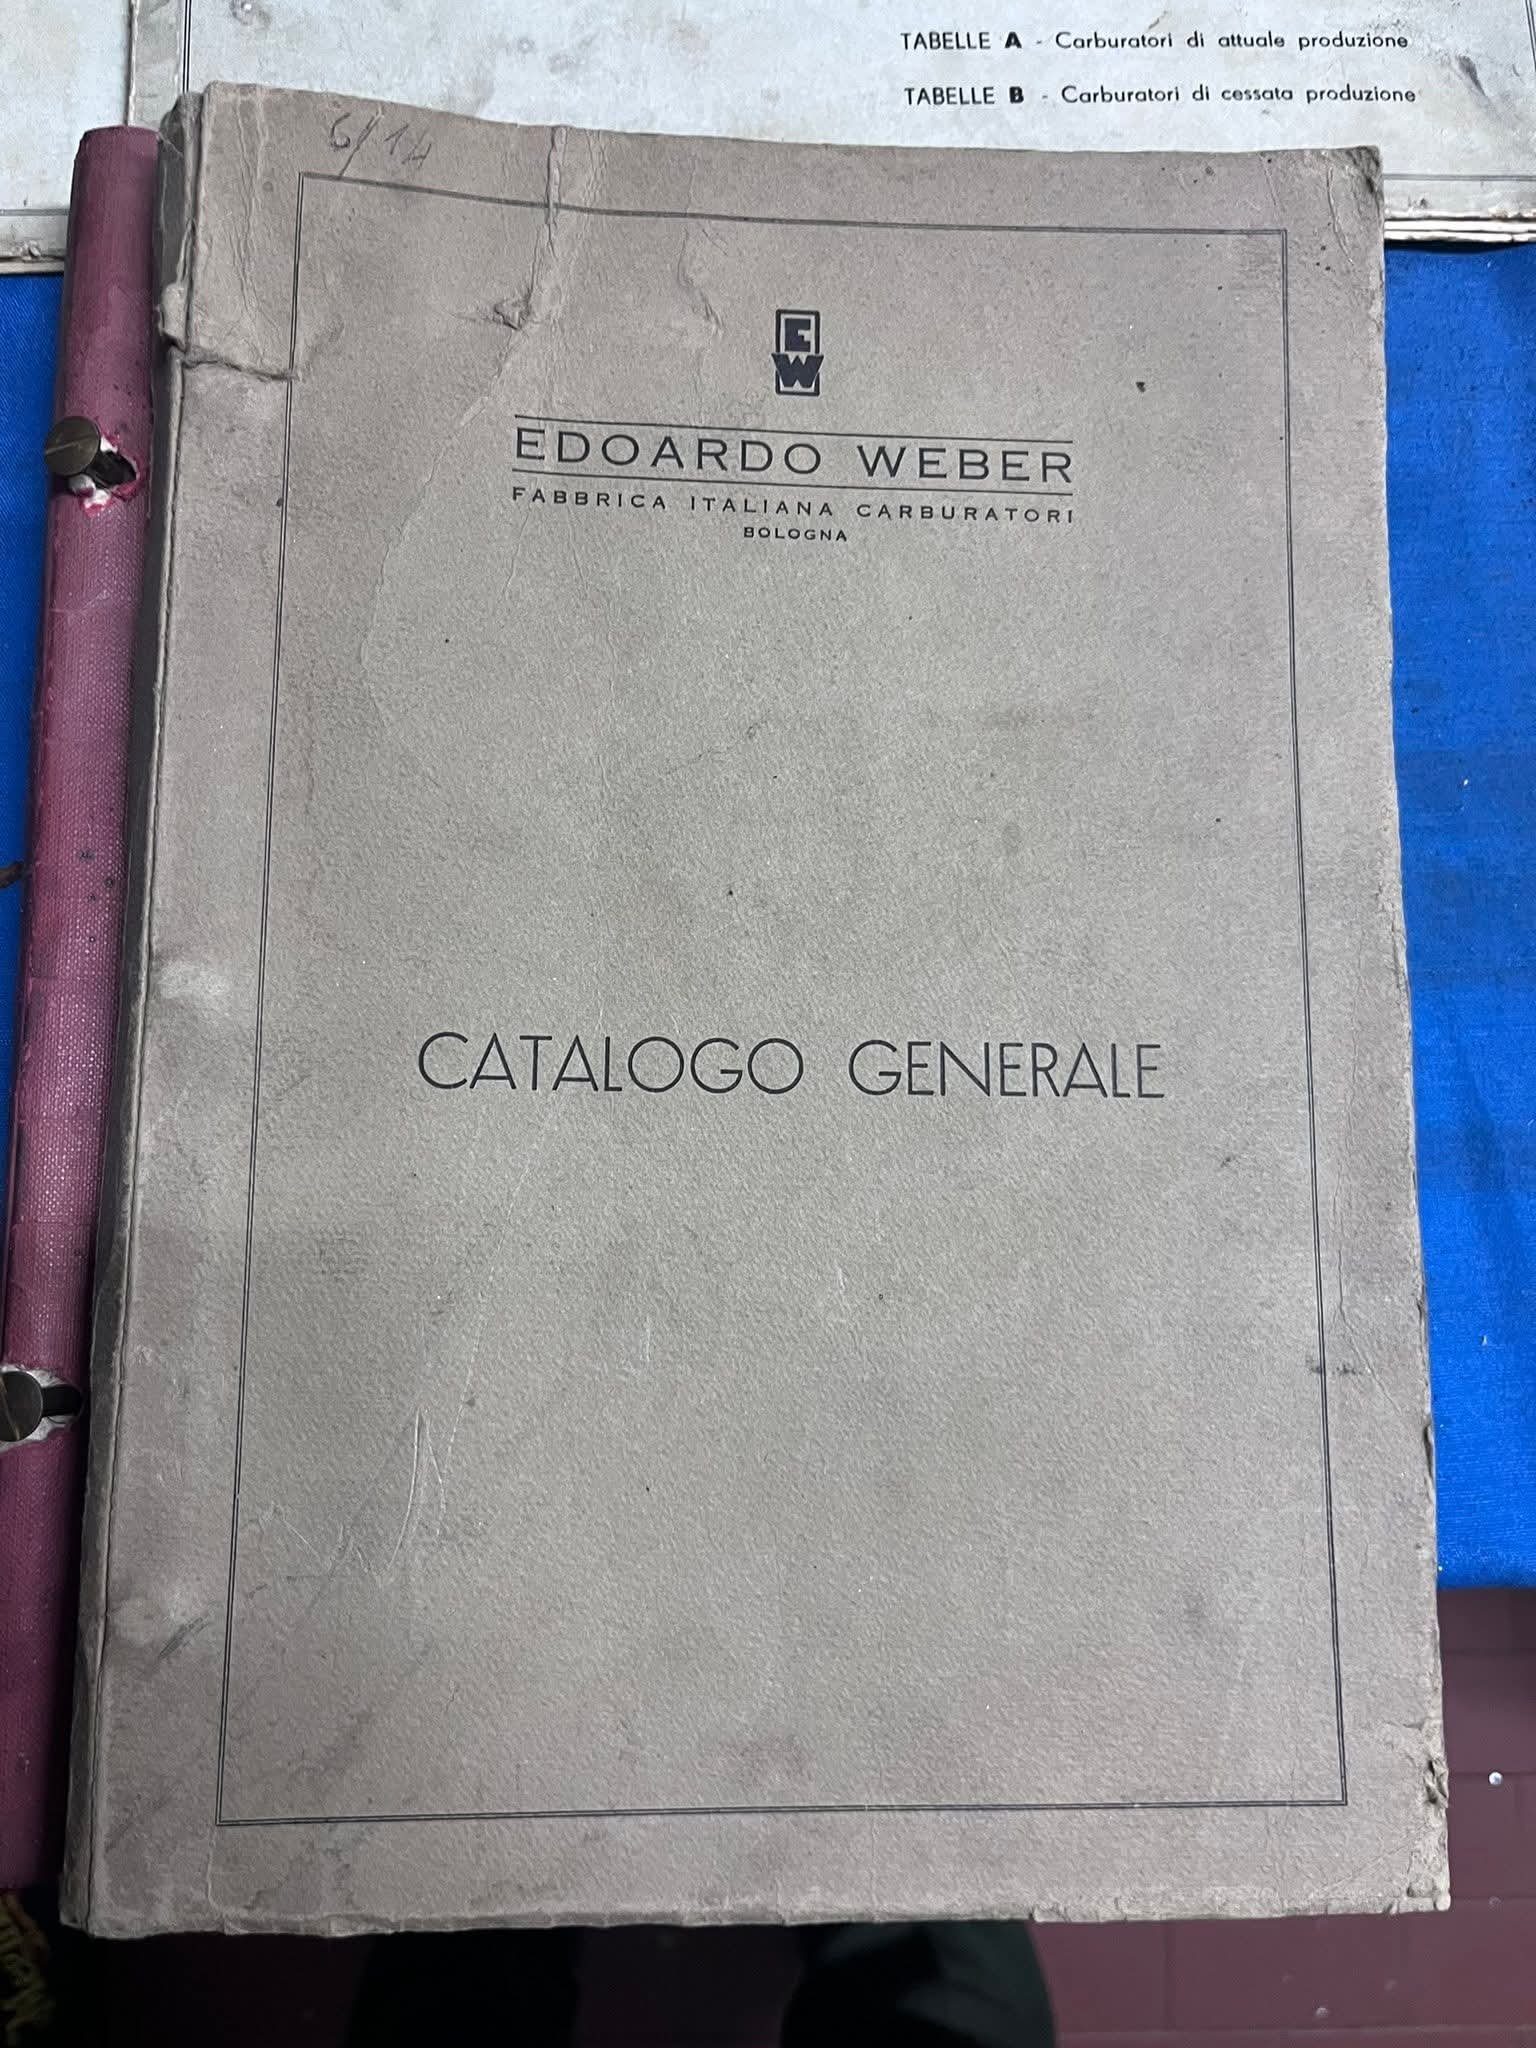 TABELLE A - Carburatori di attuale produzione
TABELLE B - Carburatori di cessata produzione
6/14
E
W
EDOARDO WEBER
FABBRICA ITALIANA CARBURATORI
BOLOGNA
CATALOGO GENERALE